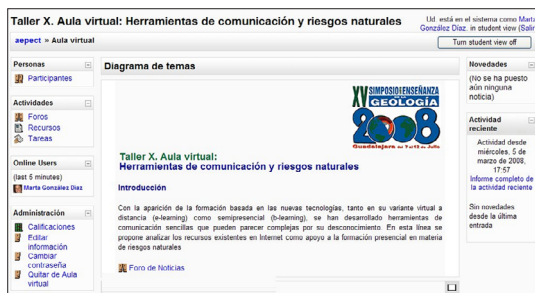 Taller X. Aula virtual: Herramientas de comunicación y riesgos naturales
Ud. está en el sistema como Marta
González Díaz, in student view (Salir
aepect » Aula virtual
Turn student view off
Personas
Participantes
Actividades
Foros
Recursos
Tareas
Online Users
(last 5 minutes)
Marta González Díaz
Administración
Calificaciones
Editar
información
Cambiar
contraseña
Quitar de Aula
virtual
Diagrama de temas
XV SIMPOSIO ENSEÑANZA
GEOLOGÍA
2008
Guadalajara
Taller X. Aula virtual:
Herramientas de comunicación y riesgos naturales
Introducción
Con la aparición de la formación basada en las nuevas tecnologías, tanto en su variante virtual a
distancia (e-learning) como semipresencial (b-learning), se han desarrollado herramientas de
comunicación sencillas que pueden parecer complejas por su desconocimiento. En esta línea se
propone analizar los recursos existentes en Internet como apoyo a la formación presencial en materia
de riesgos naturales
Foro de Noticias
Novedades
(No se ha puesto
aún ninguna
noticia)
Actividad
reciente
Actividad desde
miércoles, 5 de
marzo de 2008,
17:57
Informe completo de
la actividad reciente
Sin novedades
desde la última
entrada